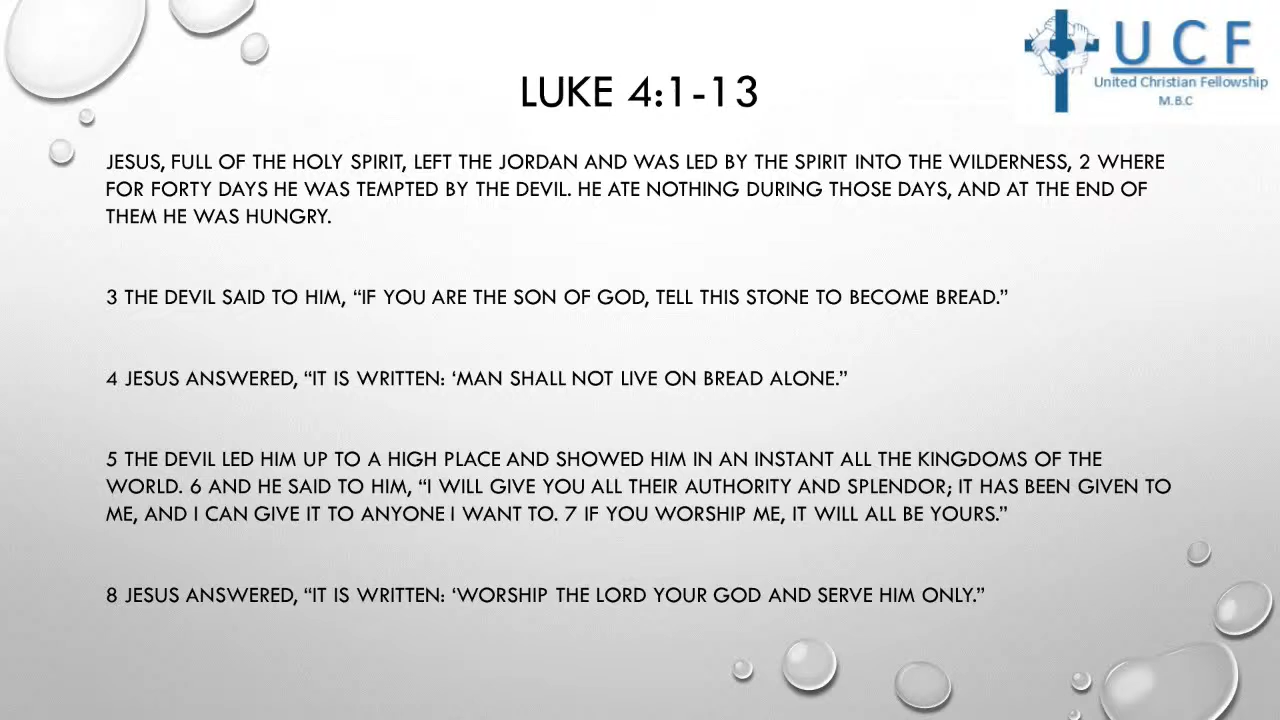 UCF
United Christian Fellowship
M.B.C
LUKE 4:1-13
JESUS, FULL OF THE HOLY SPIRIT, LEFT THE JORDAN AND WAS LED BY THE SPIRIT INTO THE WILDERNESS, 2 WHERE
FOR FORTY DAYS HE WAS TEMPTED BY THE DEVIL. HE ATE NOTHING DURING THOSE DAYS, AND AT THE END OF
THEM HE WAS HUNGRY.
3 THE DEVIL SAID TO HIM, “IF YOU ARE THE SON OF GOD, TELL THIS STONE TO BECOME BREAD.”
4 JESUS ANSWERED, “IT IS WRITTEN: ‘MAN SHALL NOT LIVE ON BREAD ALONE.”
5 THE DEVIL LED HIM UP TO A HIGH PLACE AND SHOWED HIM IN AN INSTANT ALL THE KINGDOMS OF THE
WORLD. 6 AND HE SAID TO HIM, “I WILL GIVE YOU ALL THEIR AUTHORITY AND SPLENDOR; IT HAS BEEN GIVEN TO
ME, AND I CAN GIVE IT TO ANYONE I WANT TO. 7 IF YOU WORSHIP ME, IT WILL ALL BE YOURS.”
8 JESUS ANSWERED, “IT IS WRITTEN: ‘WORSHIP THE LORD YOUR GOD AND SERVE HIM ONLY.”